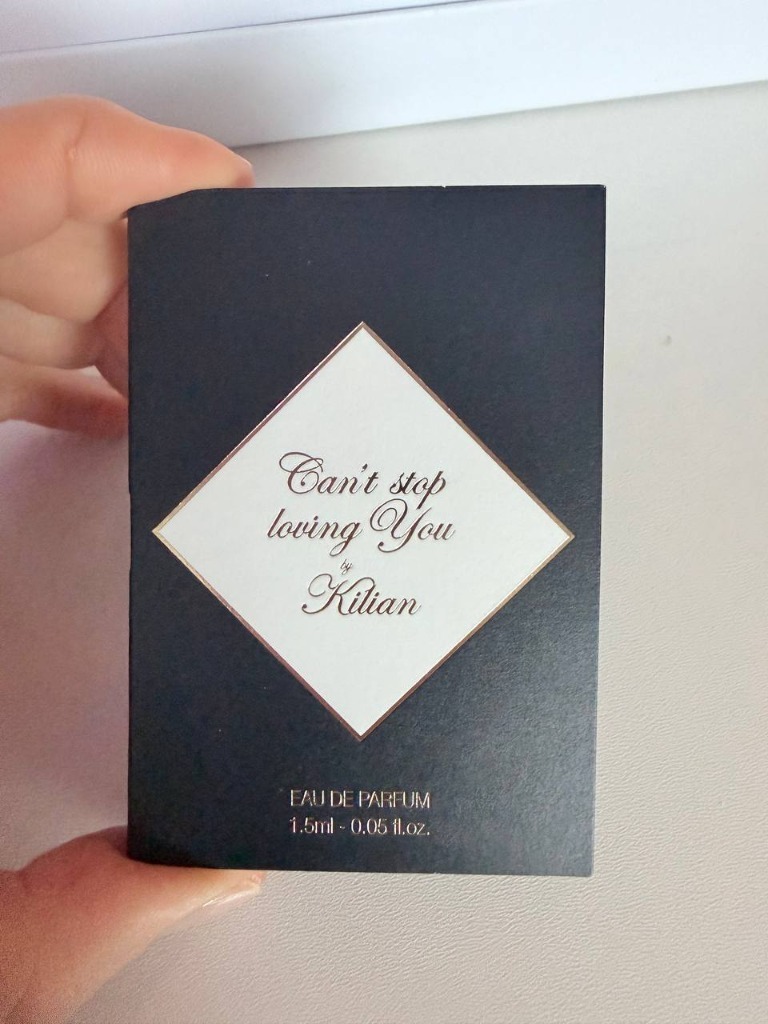 Can't stop
loving You
by
Kilian
EAU DE PARFUM
1.5ml - 0.05 fl.oz.